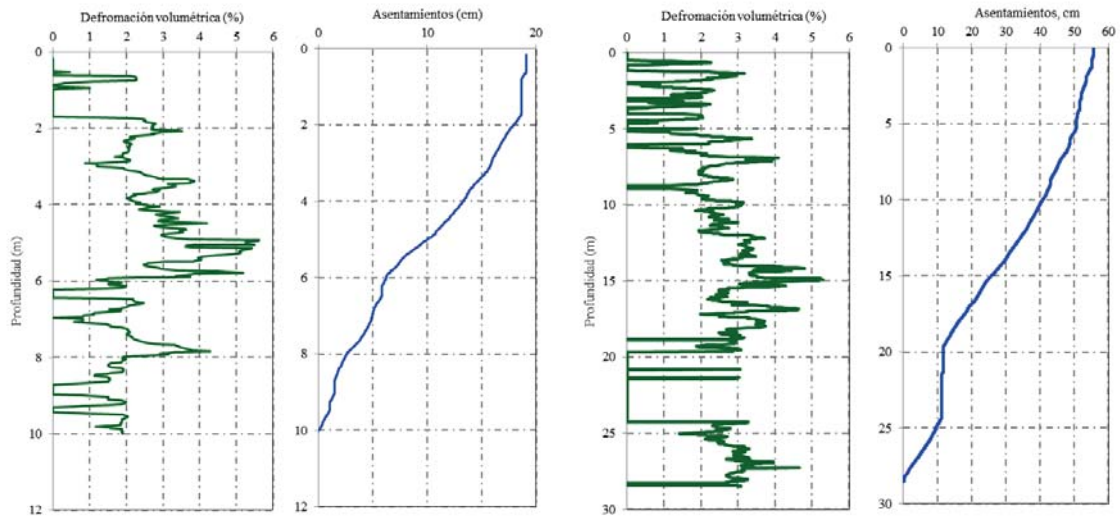 Defromación volumétrica (%)
0 1 2 3 4 5 6
Profundidad (m)
0
2
4
6
8
10
12
Asentamientos (cm)
0 10 20
0
2
4
6
8
10
12
Defromación volumétrica (%)
0 1 2 3 4 5 6
Profundidad (m)
0
5
10
15
20
25
30
Asentamientos, cm
0 10 20 30 40 50 60
0
5
10
15
20
25
30